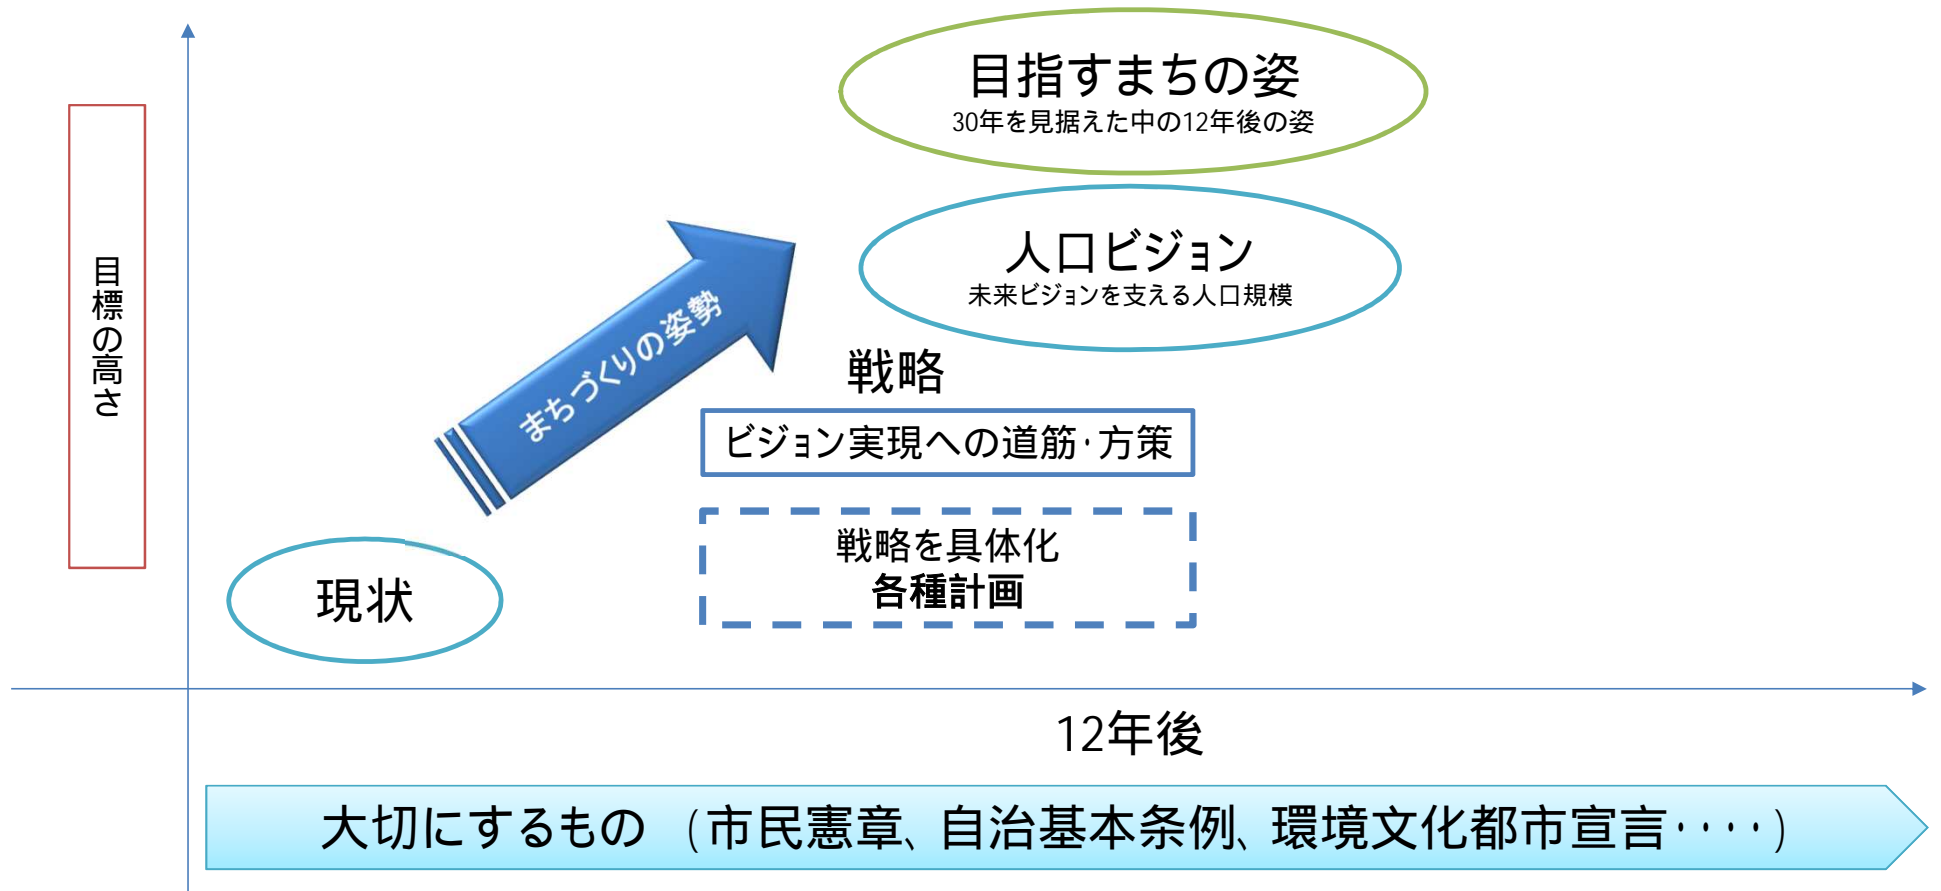 目指すまちの姿
30年を見据えた中の12年後の姿
人口ビジョン
未来ビジョンを支える人口規模
目標の高さ
まちづくりの姿勢
戦略
ビジョン実現への道筋・方策
戦略を具体化
各種計画
現状
12年後
大切にするもの (市民憲章、自治基本条例、環境文化都市宣言････)